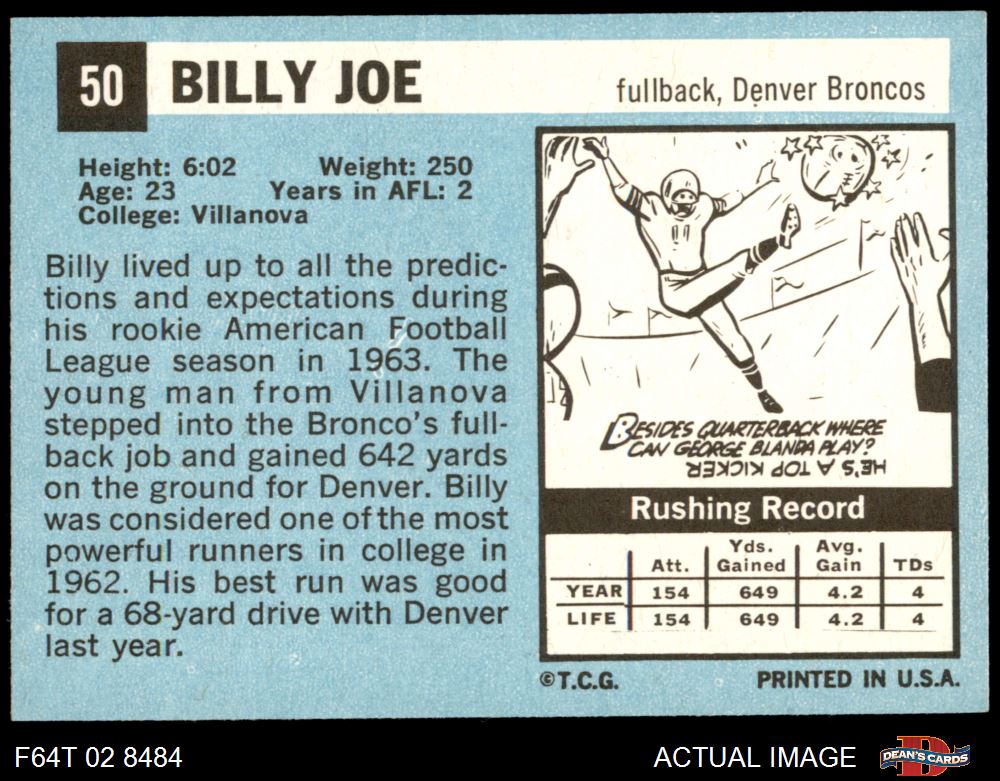 50 BILLY JOE fullback, Denver Broncos
Height: 6:02 Weight: 250
Age: 23 Years in AFL: 2
College: Villanova
Billy lived up to all the predic-
tions and expectations during
his rookie American Football
League season in 1963. The
young man from Villanova
stepped into the Bronco's full-
back job and gained 642 yards
on the ground for Denver. Billy
was considered one of the most
powerful runners in college in
1962. His best run was good
for a 68-yard drive with Denver
last year.
BESIDES QUARTERBACK WHERE
CAN GEORGE BLANDA PLAY?
HE'S A TOP KICKER
Rushing Record
Att. Yds. Gained Avg. Gain TDs
YEAR 154 649 4.2 4
LIFE 154 649 4.2 4
©T.C.G. PRINTED IN U.S.A.
F64T 02 8484 ACTUAL IMAGE D DEAN'S CARDS